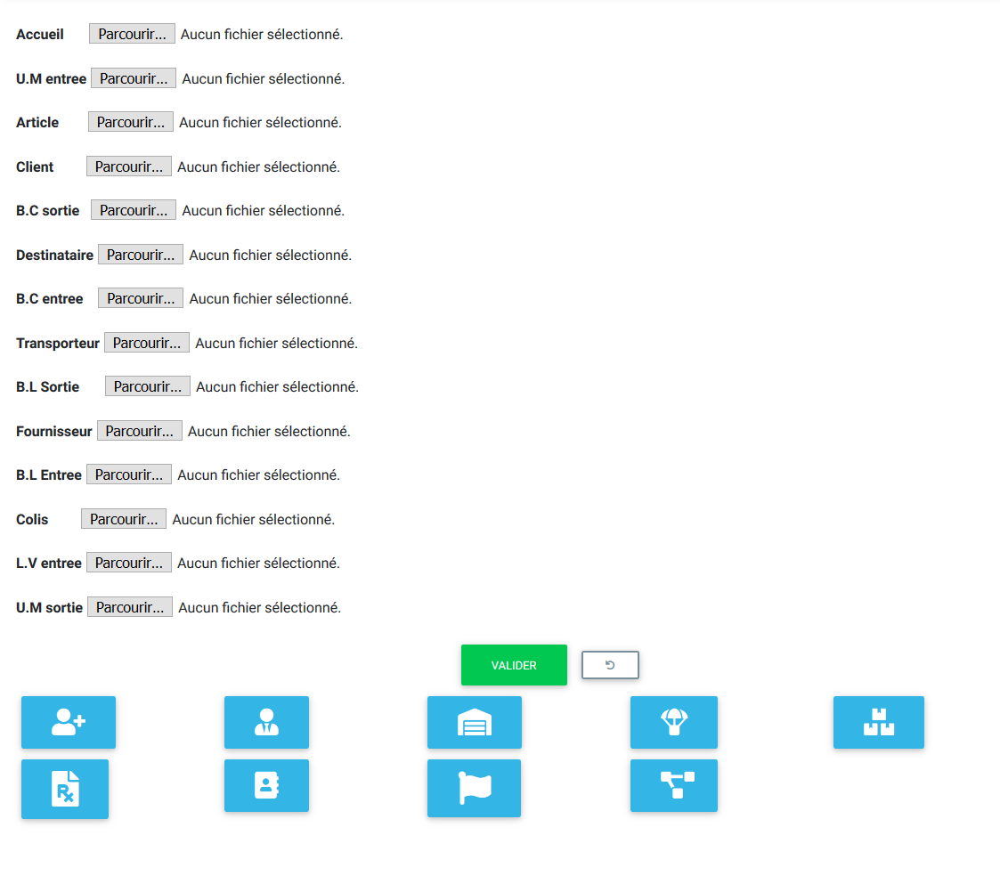 Accueil Parcourir... Aucun fichier sélectionné.
U.M entree Parcourir... Aucun fichier sélectionné.
Article Parcourir... Aucun fichier sélectionné.
Client Parcourir... Aucun fichier sélectionné.
B.C sortie Parcourir... Aucun fichier sélectionné.
Destinataire Parcourir... Aucun fichier sélectionné.
B.C entree Parcourir... Aucun fichier sélectionné.
Transporteur Parcourir... Aucun fichier sélectionné.
B.L Sortie Parcourir... Aucun fichier sélectionné.
Fournisseur Parcourir... Aucun fichier sélectionné.
B.L Entree Parcourir... Aucun fichier sélectionné.
Colis Parcourir... Aucun fichier sélectionné.
L.V entree Parcourir... Aucun fichier sélectionné.
U.M sortie Parcourir... Aucun fichier sélectionné.
VALIDER